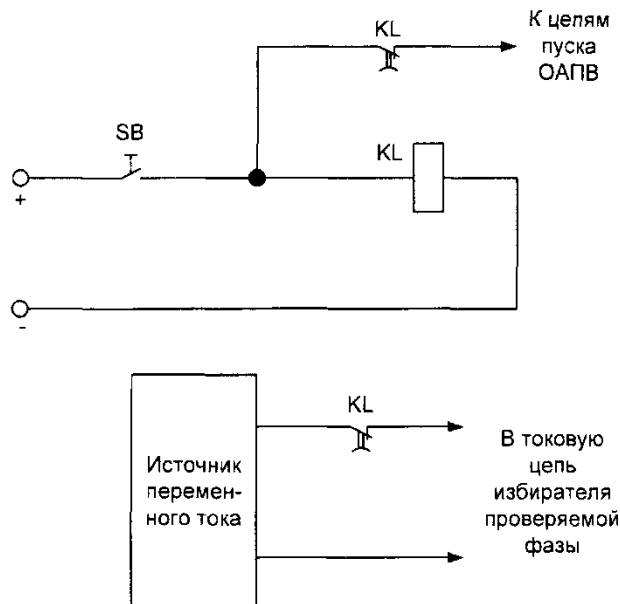 KL
К целям
пуска
ОАПВ
SB
KL
+
-
KL
Источник
перемен-
ного тока
В токовую
цепь
избирателя
проверяемой
фазы